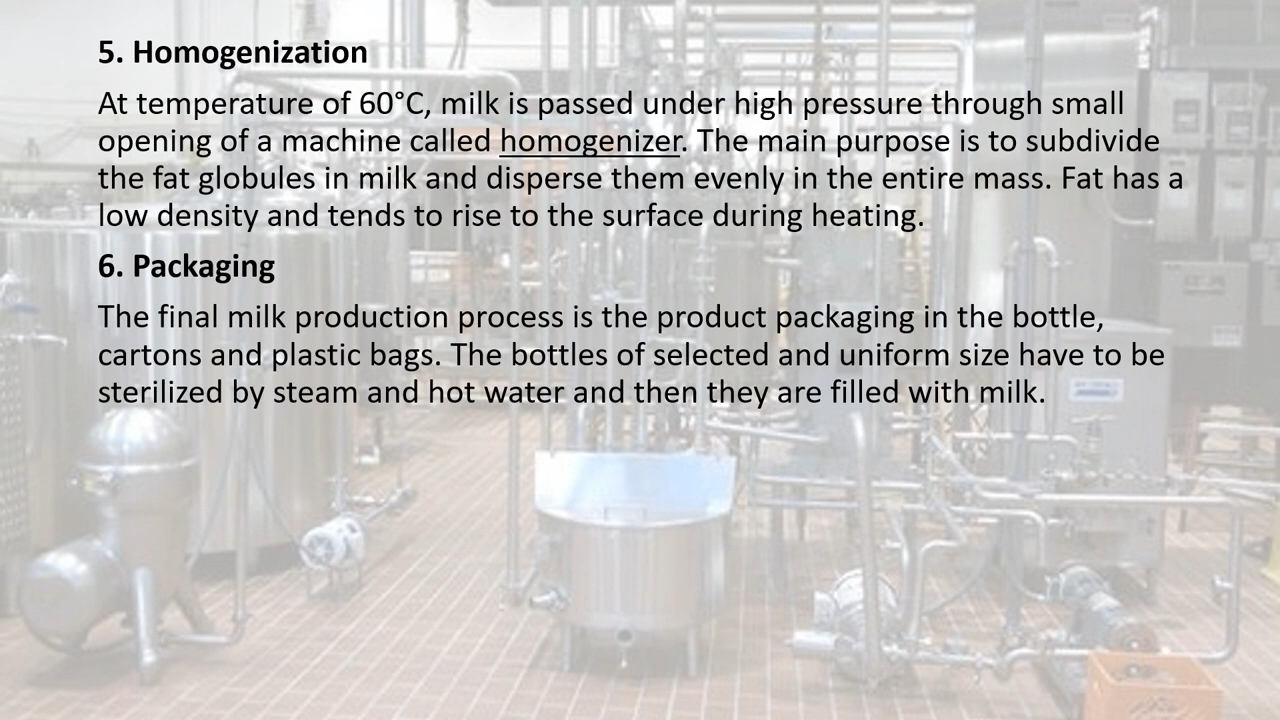 5. Homogenization
At temperature of 60°C, milk is passed under high pressure through small
opening of a machine called homogenizer. The main purpose is to subdivide
the fat globules in milk and disperse them evenly in the entire mass. Fat has a
low density and tends to rise to the surface during heating.
6. Packaging
The final milk production process is the product packaging in the bottle,
cartons and plastic bags. The bottles of selected and uniform size have to be
sterilized by steam and hot water and then they are filled with milk.